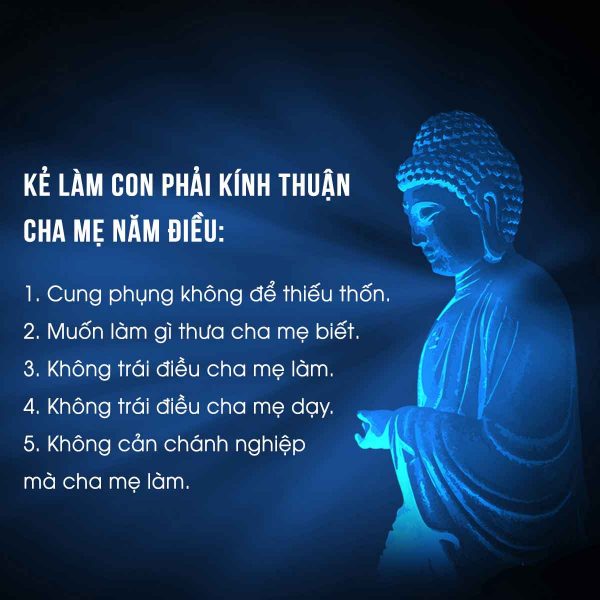 KẺ LÀM CON PHẢI KÍNH THUẬN
CHA MẸ NĂM ĐIỀU:
1. Cung phụng không để thiếu thốn.
2. Muốn làm gì thưa cha mẹ biết.
3. Không trái điều cha mẹ làm.
4. Không trái điều cha mẹ dạy.
5. Không cản chánh nghiệp
mà cha mẹ làm.